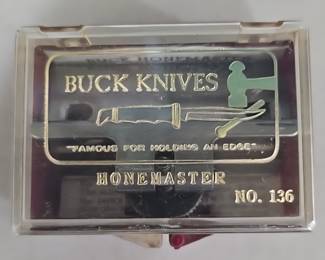 BUCK KNIVES
"FAMOUS FOR HOLDING AN EDGE"
HONEMASTER
NO. 136